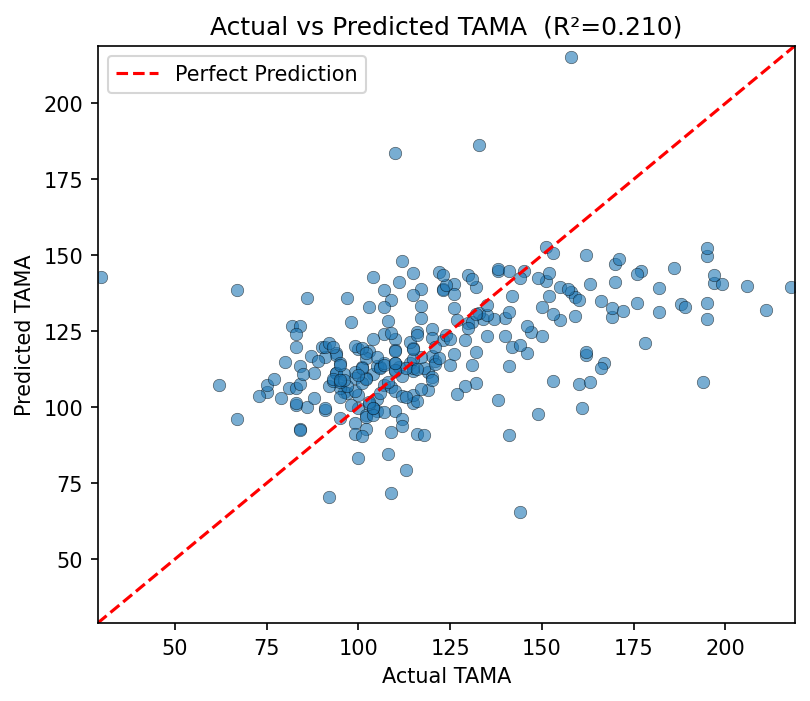 Actual vs Predicted TAMA (R²=0.210)
Perfect Prediction
200
175
150
125
100
75
50
Predicted TAMA
50 75 100 125 150 175 200
Actual TAMA